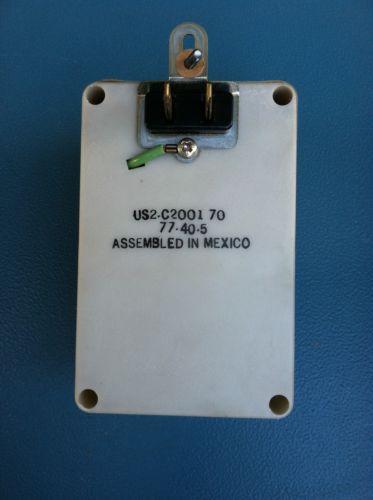 US2-C2001 70
77-40-5
ASSEMBLED IN MEXICO